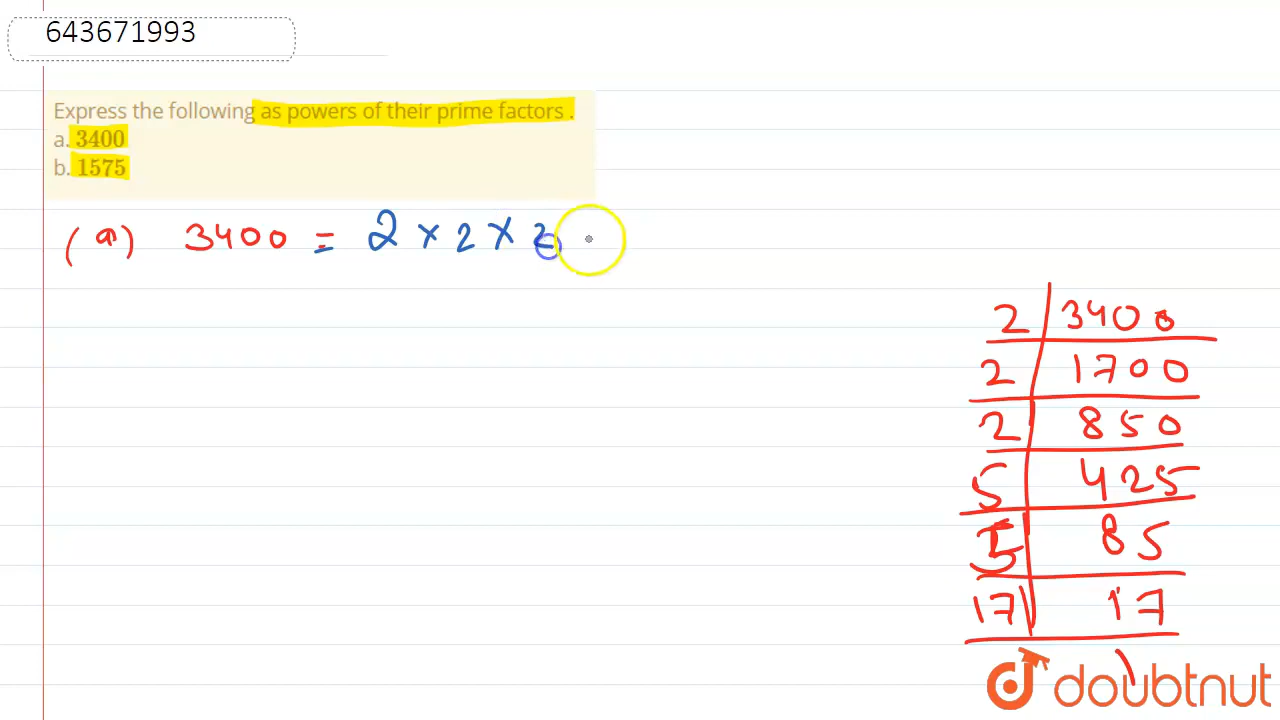 643671993
Express the following as powers of their prime factors .
a. 3400
b. 1575
(a) 3400 = 2 × 2 × 2
2 3400
2 1700
2 850
5 425
5 85
17 17
1
doubtnut